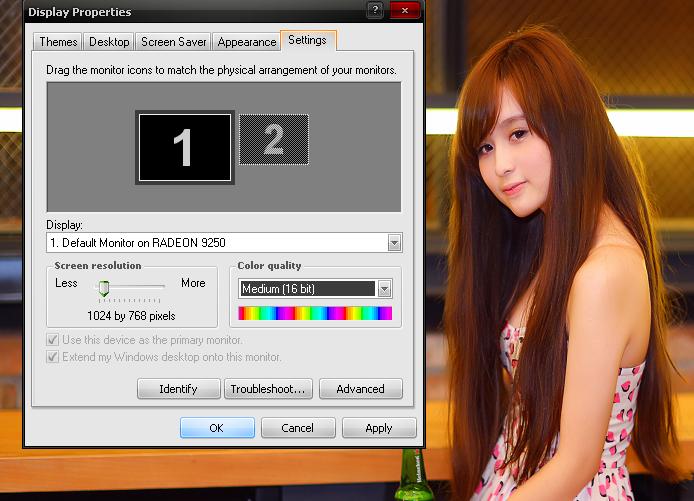 Display Properties
?
Themes Desktop Screen Saver Appearance Settings
Drag the monitor icons to match the physical arrangement of your monitors.
1 2
Display:
1. Default Monitor on RADEON 9250
Screen resolution Color quality
Less More Medium (16 bit)
1024 by 768 pixels
Use this device as the primary monitor.
Extend my Windows desktop onto this monitor.
Identify Troubleshoot... Advanced
OK Cancel Apply